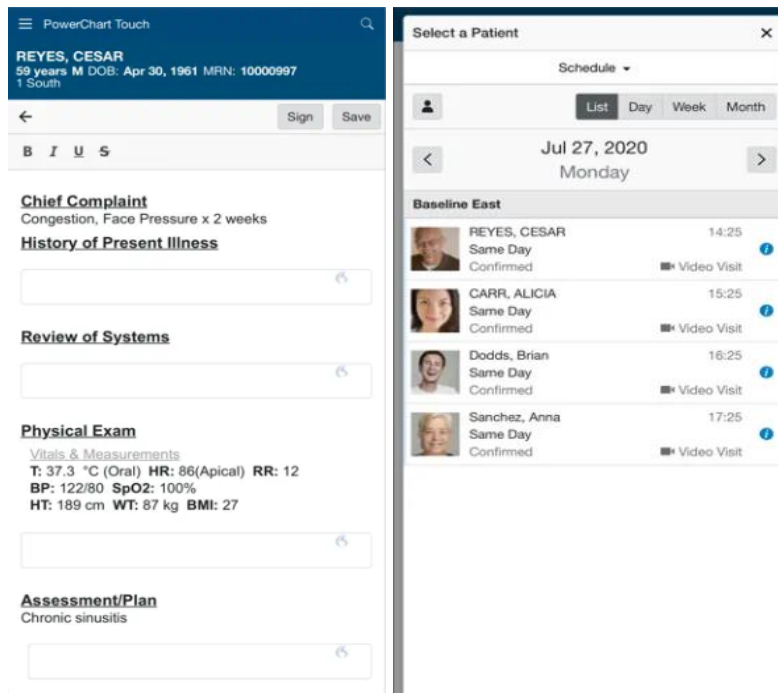 PowerChart Touch
REYES, CESAR
59 years M DOB: Apr 30, 1961 MRN: 10000997
1 South
Sign Save
B I U S
Chief Complaint
Congestion, Face Pressure x 2 weeks
History of Present Illness
Review of Systems
Physical Exam
Vitals & Measurements
T: 37.3 °C (Oral) HR: 86(Apical) RR: 12
BP: 122/80 SpO2: 100%
HT: 189 cm WT: 87 kg BMI: 27
Assessment/Plan
Chronic sinusitis
Select a Patient
Schedule
List Day Week Month
Jul 27, 2020
Monday
Baseline East
REYES, CESAR 14:25
Same Day
Confirmed Video Visit
CARR, ALICIA 15:25
Same Day
Confirmed Video Visit
Dodds, Brian 16:25
Same Day
Confirmed Video Visit
Sanchez, Anna 17:25
Same Day
Confirmed Video Visit